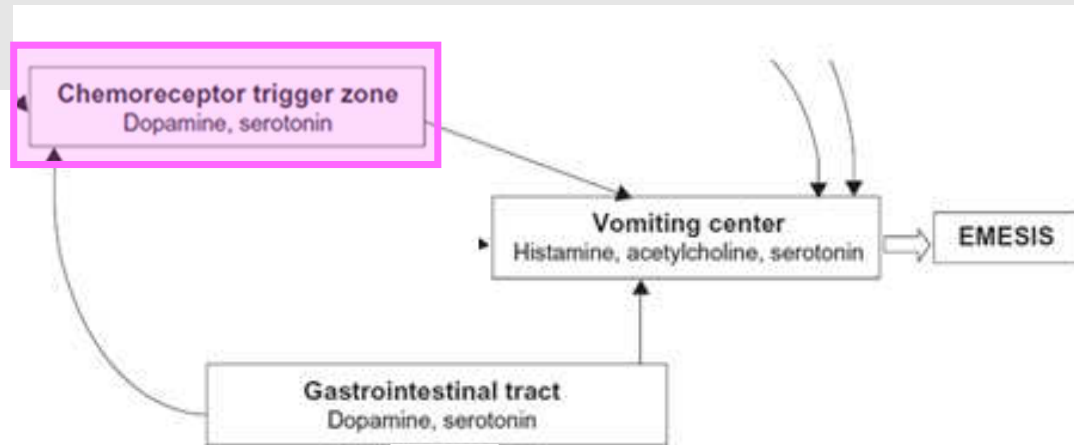 Chemoreceptor trigger zone
Dopamine, serotonin
Vomiting center
Histamine, acetylcholine, serotonin
EMESIS
Gastrointestinal tract
Dopamine, serotonin